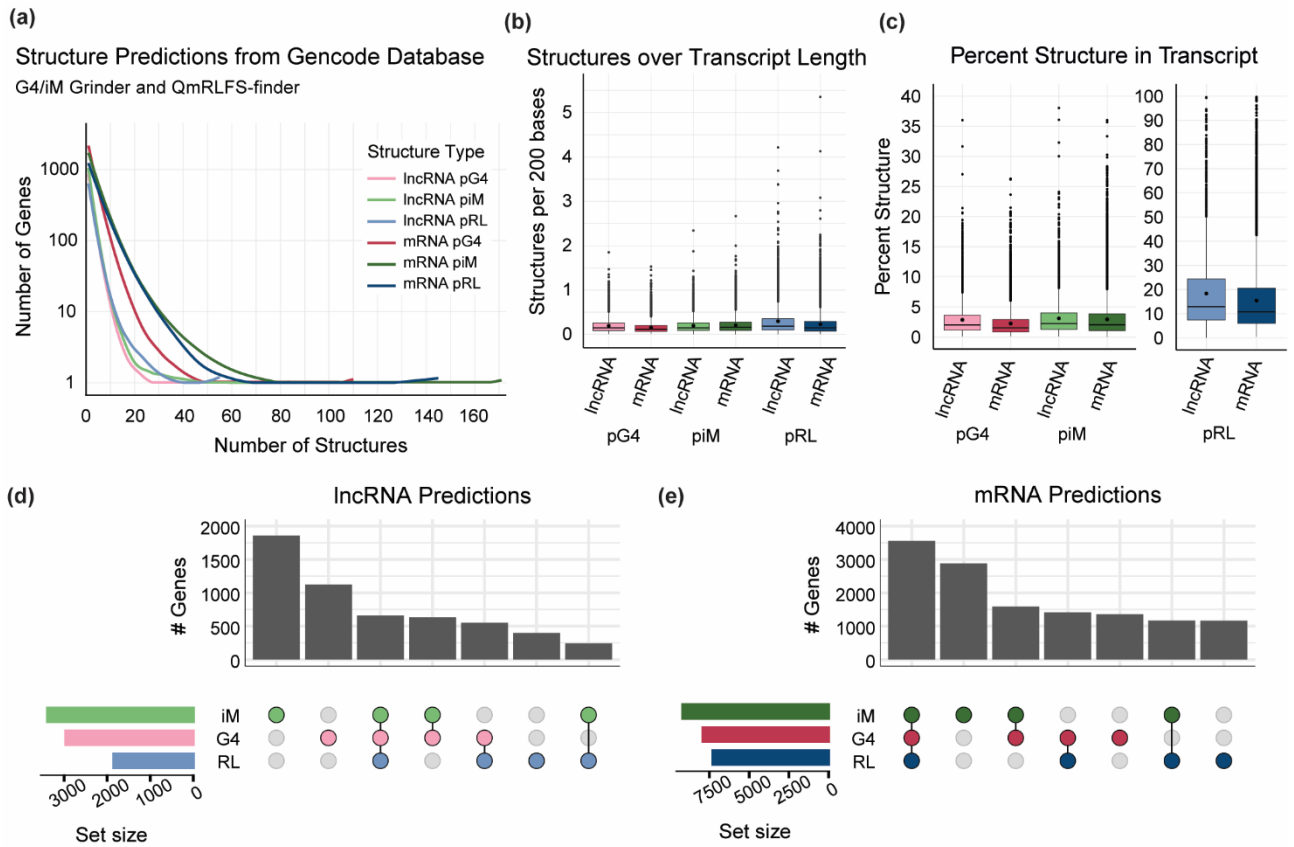 (a)
Structure Predictions from Gencode Database
G4/iM Grinder and QmRLFS-finder
Number of Genes
1000
100
10
1
0 20 40 60 80 100 120 140 160
Number of Structures
Structure Type
lncRNA pG4
lncRNA piM
lncRNA pRL
mRNA pG4
mRNA piM
mRNA pRL
(b)
Structures over Transcript Length
Structures per 200 bases
5
4
3
2
1
0
lncRNA mRNA lncRNA mRNA lncRNA mRNA
pG4 piM pRL
(c)
Percent Structure in Transcript
Percent Structure
40
35
30
25
20
15
10
5
0
lncRNA mRNA lncRNA mRNA
pG4 piM
100
90
80
70
60
50
40
30
20
10
0
lncRNA mRNA
pRL
(d)
lncRNA Predictions
# Genes
2000
1500
1000
500
0
iM
G4
RL
3000 2000 1000 0
Set size
(e)
mRNA Predictions
# Genes
4000
3000
2000
1000
0
iM
G4
RL
7500 5000 2500 0
Set size